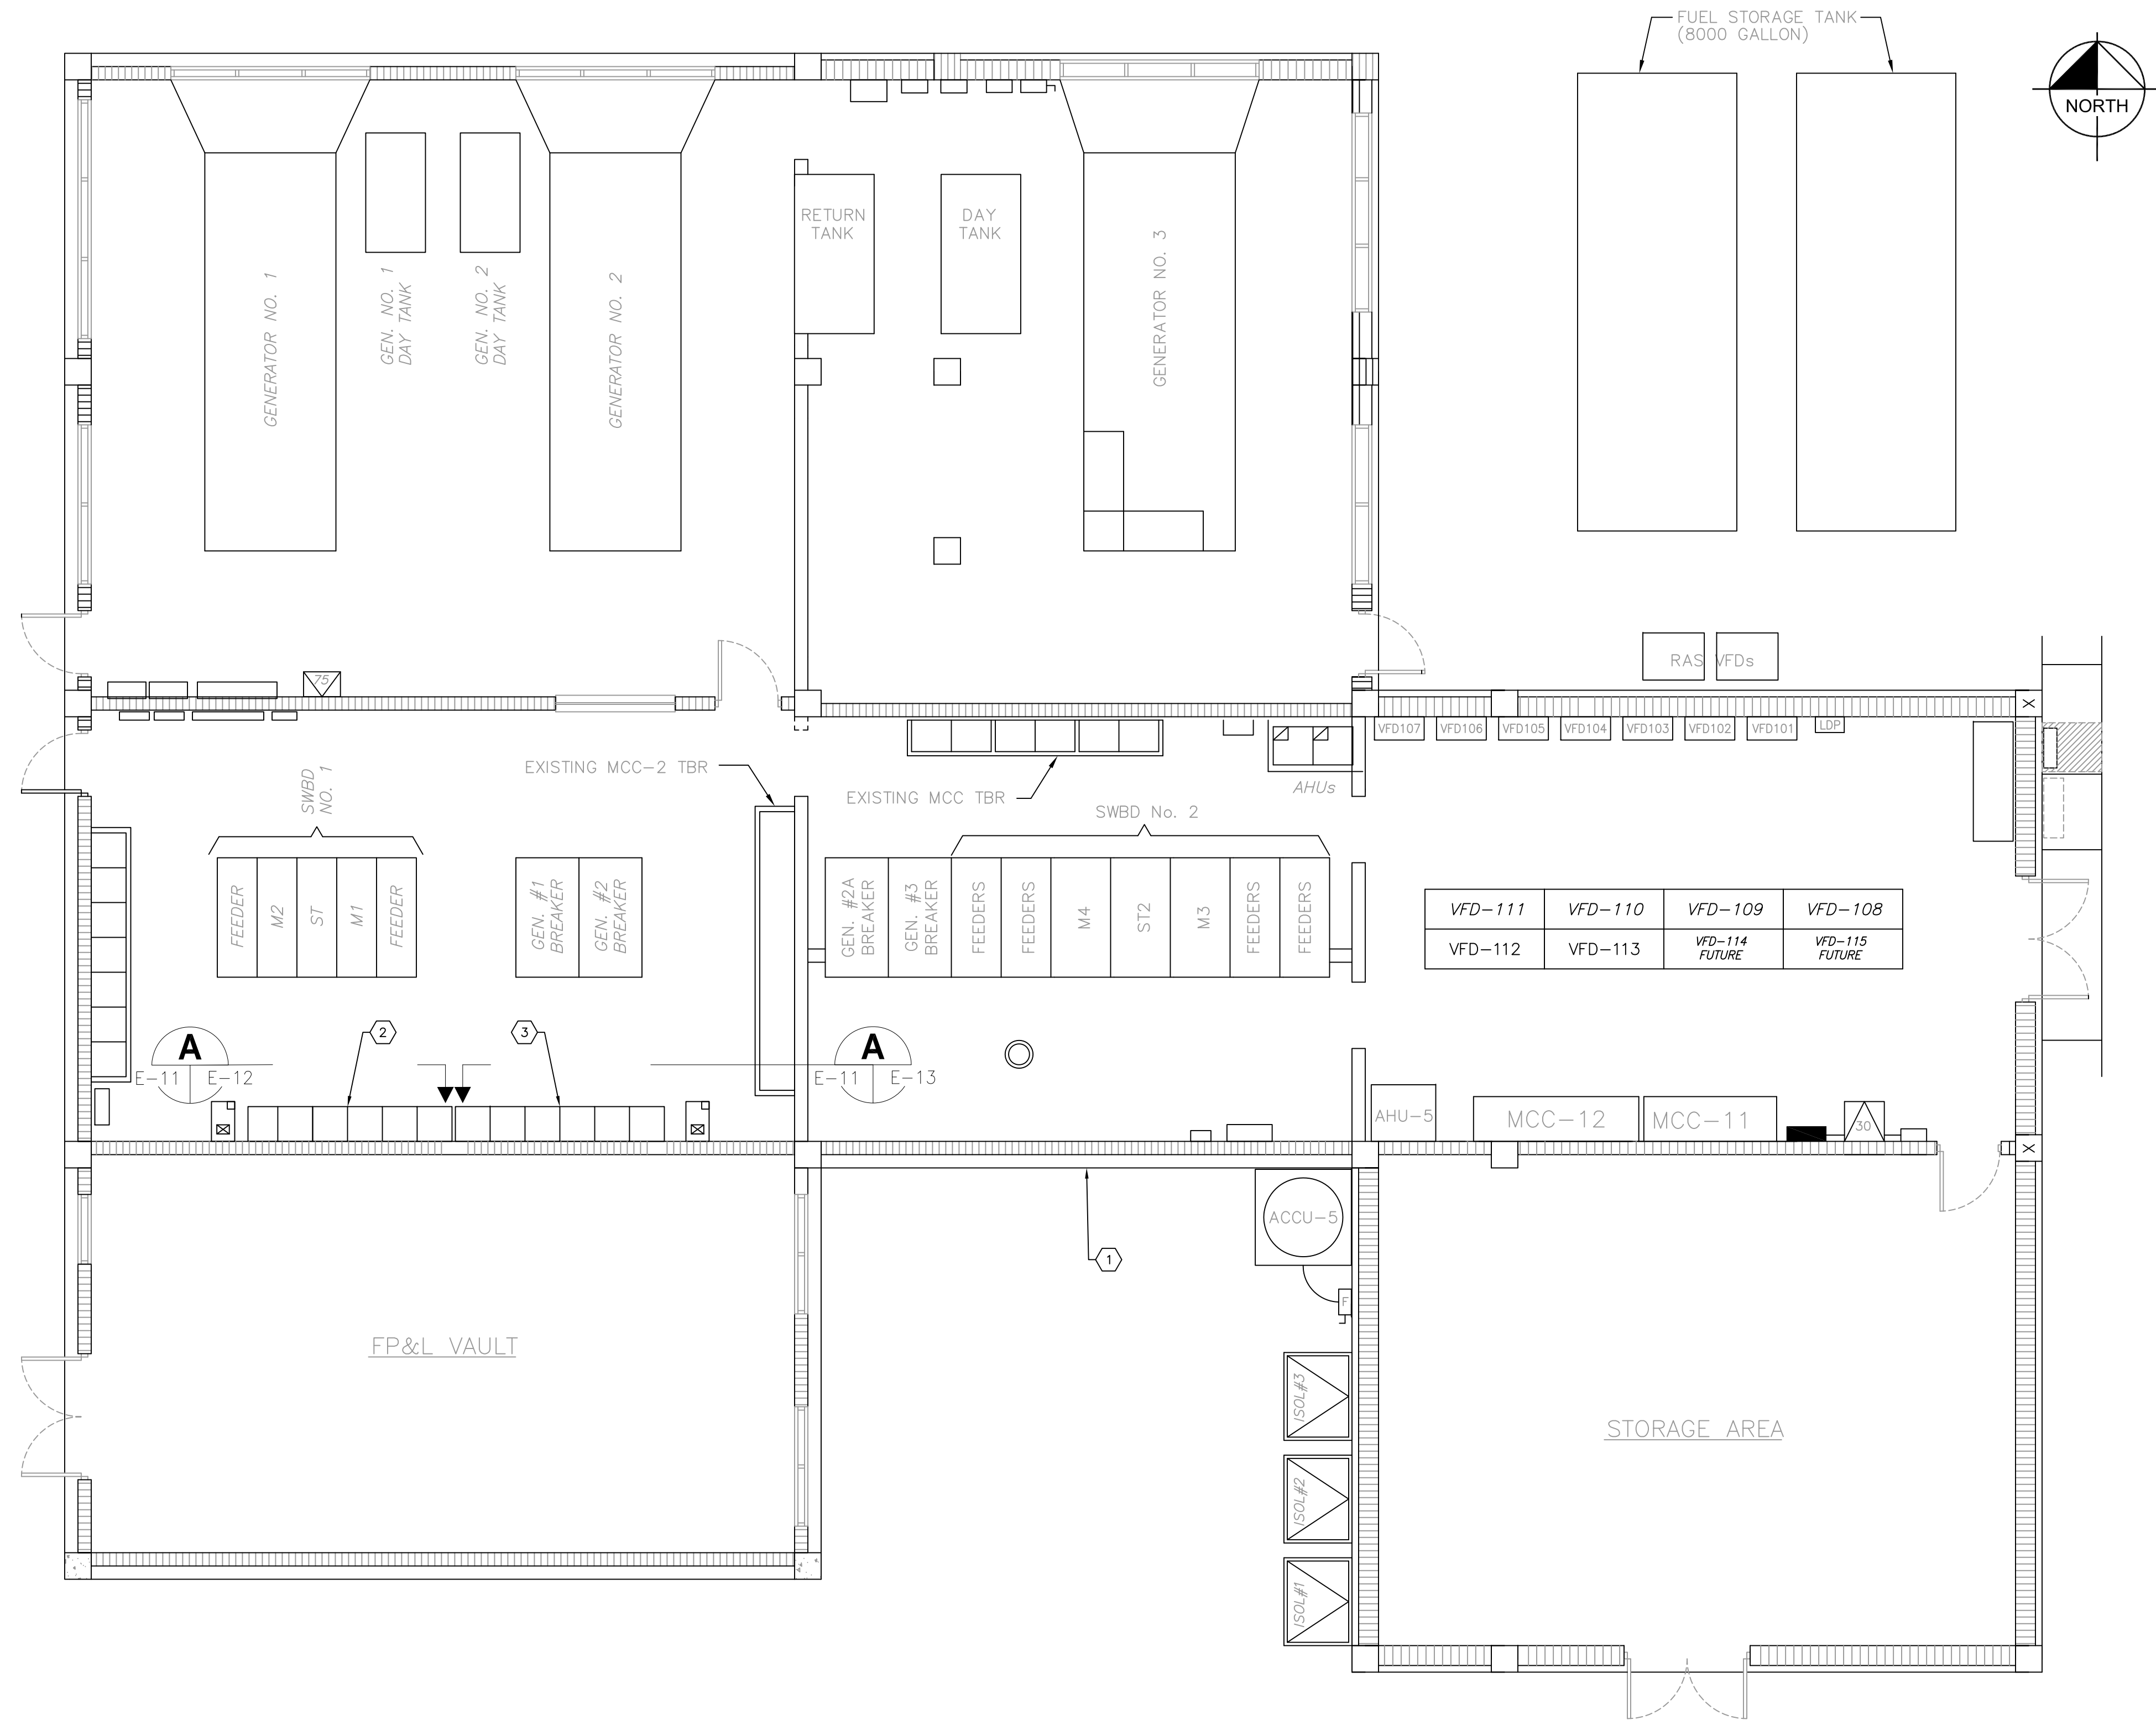 FUEL STORAGE TANK
(8000 GALLON)
NORTH
RETURN
TANK
DAY
TANK
GENERATOR NO. 1
GEN. NO. 1
DAY TANK
GEN. NO. 2
DAY TANK
GENERATOR NO. 2
GENERATOR NO. 3
RAS VFDs
75
VFD107
VFD106
VFD105
VFD104
VFD103
VFD102
VFD101
LDP
EXISTING MCC-2 TBR
EXISTING MCC TBR
AHUs
SWBD
NO. 1
SWBD No. 2
FEEDER
M2
ST
M1
FEEDER
GEN. #1
BREAKER
GEN. #2
BREAKER
GEN. #2A
BREAKER
GEN. #3
BREAKER
FEEDERS
FEEDERS
M4
ST2
M3
FEEDERS
FEEDERS
VFD-111
VFD-110
VFD-109
VFD-108
VFD-112
VFD-113
VFD-114
FUTURE
VFD-115
FUTURE
2
3
A
E-11
E-12
A
E-11
E-13
AHU-5
MCC-12
MCC-11
30
X
X
ACCU-5
1
F
FP&L VAULT
ISOL#3
ISOL#2
ISOL#1
STORAGE AREA